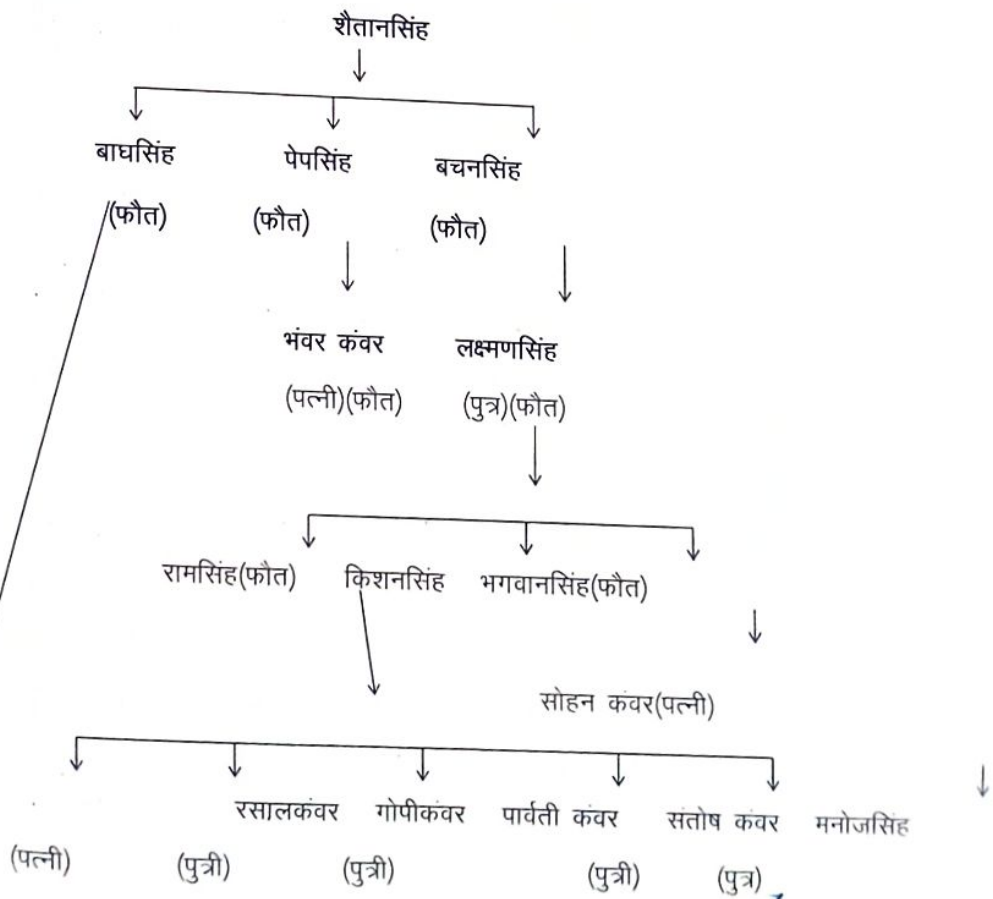 शैतानसिंह
बाघसिंह पेपसिंह बचनसिंह
(फौत) (फौत) (फौत)
भंवर कंवर लक्ष्मणसिंह
(पत्नी)(फौत) (पुत्र)(फौत)
रामसिंह(फौत) किशनसिंह भगवानसिंह(फौत)
सोहन कंवर(पत्नी)
रसालकंवर गोपीकंवर पार्वती कंवर संतोष कंवर मनोजसिंह
(पत्नी) (पुत्री) (पुत्री) (पुत्री) (पुत्र)